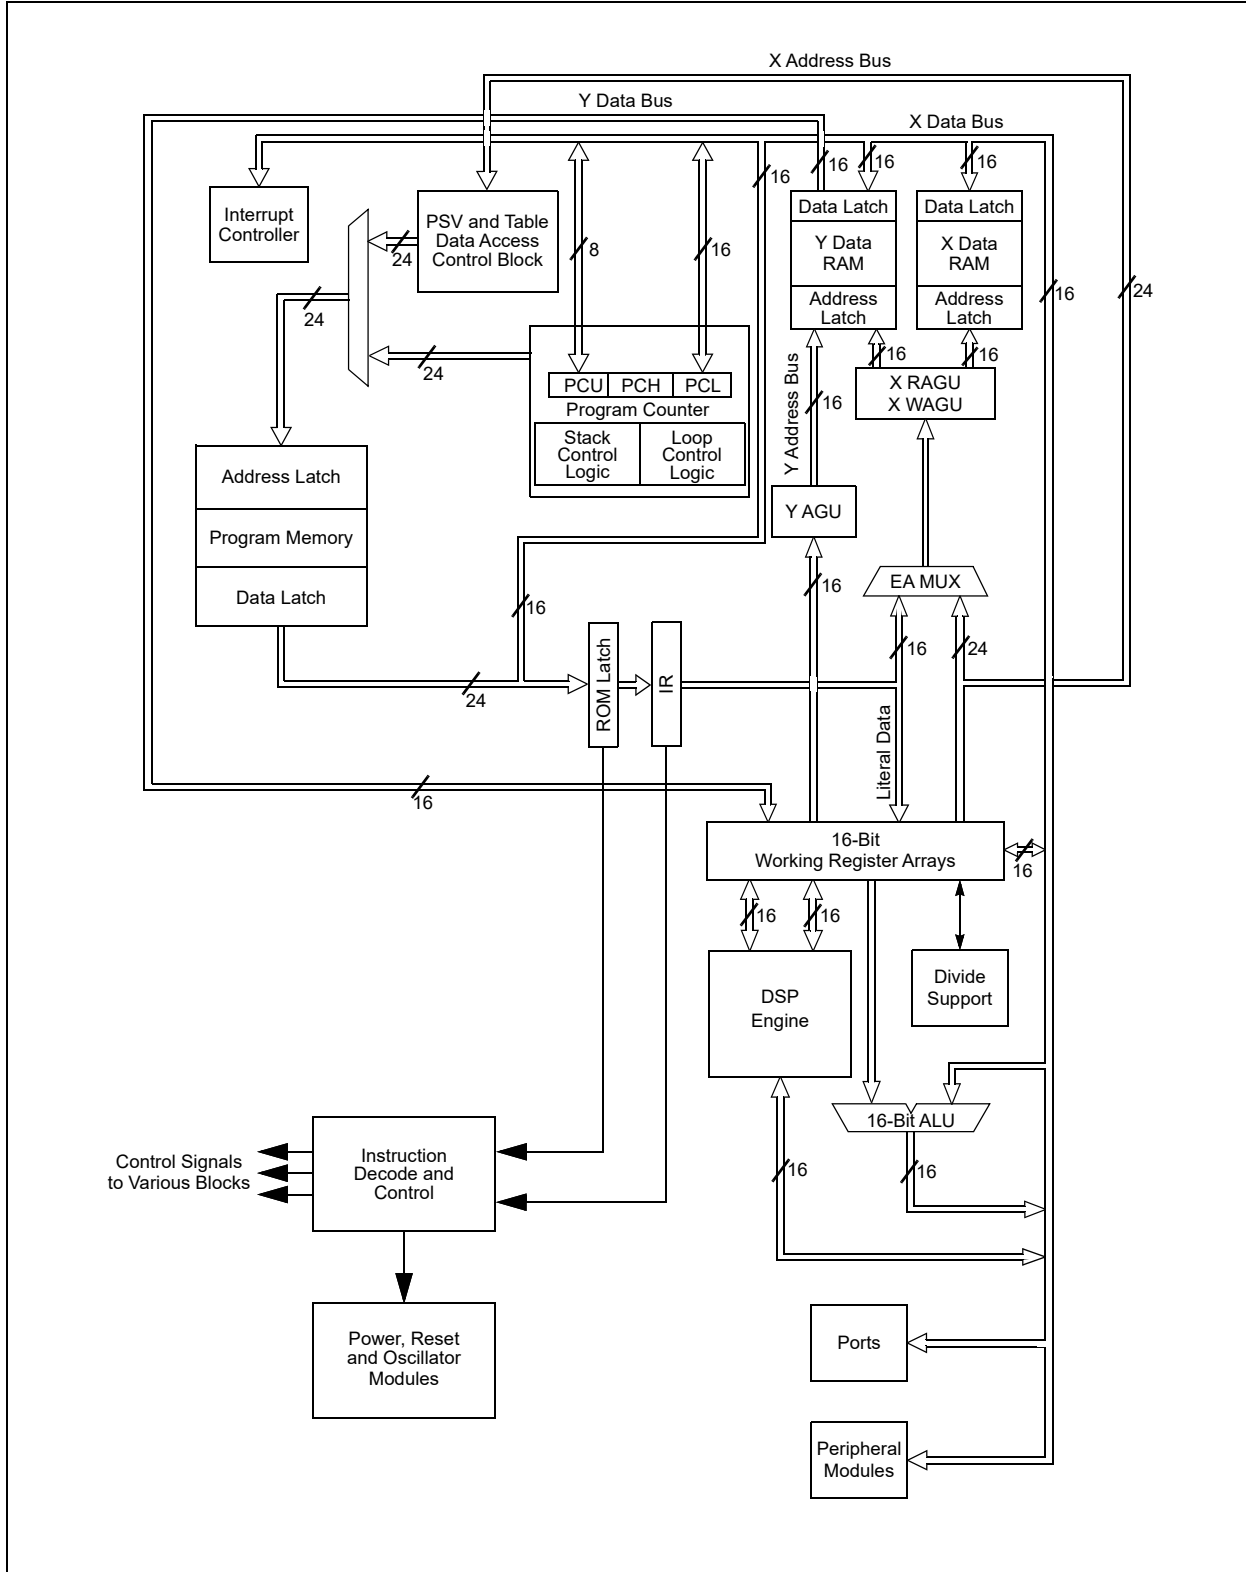 X Address Bus
Y Data Bus
X Data Bus
16
16
16
16
Interrupt
Controller
PSV and Table
Data Access
Control Block
24
8
16
Data Latch
Y Data
RAM
Address
Latch
Data Latch
X Data
RAM
Address
Latch
16
24
24
24
16
16
PCU
PCH
PCL
Program Counter
Stack
Control
Logic
Loop
Control
Logic
Y Address Bus
16
X RAGU
X WAGU
Address Latch
Program Memory
Data Latch
Y AGU
EA MUX
16
16
16
24
24
ROM Latch
IR
Literal Data
16
16-Bit
Working Register Arrays
16
16
16
DSP
Engine
Divide
Support
16-Bit ALU
Control Signals
to Various Blocks
Instruction
Decode and
Control
16
16
Power, Reset
and Oscillator
Modules
Ports
Peripheral
Modules